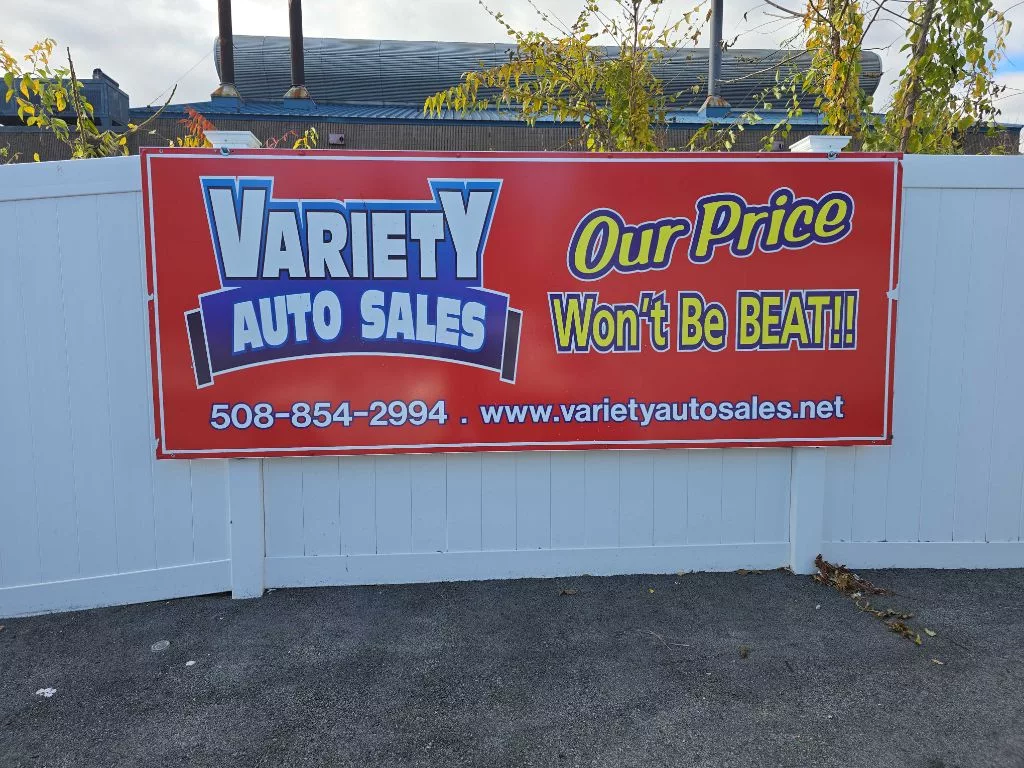 VARIETY
AUTO SALES
Our Price
Won't Be BEAT!!
508-854-2994 . www.varietyautosales.net